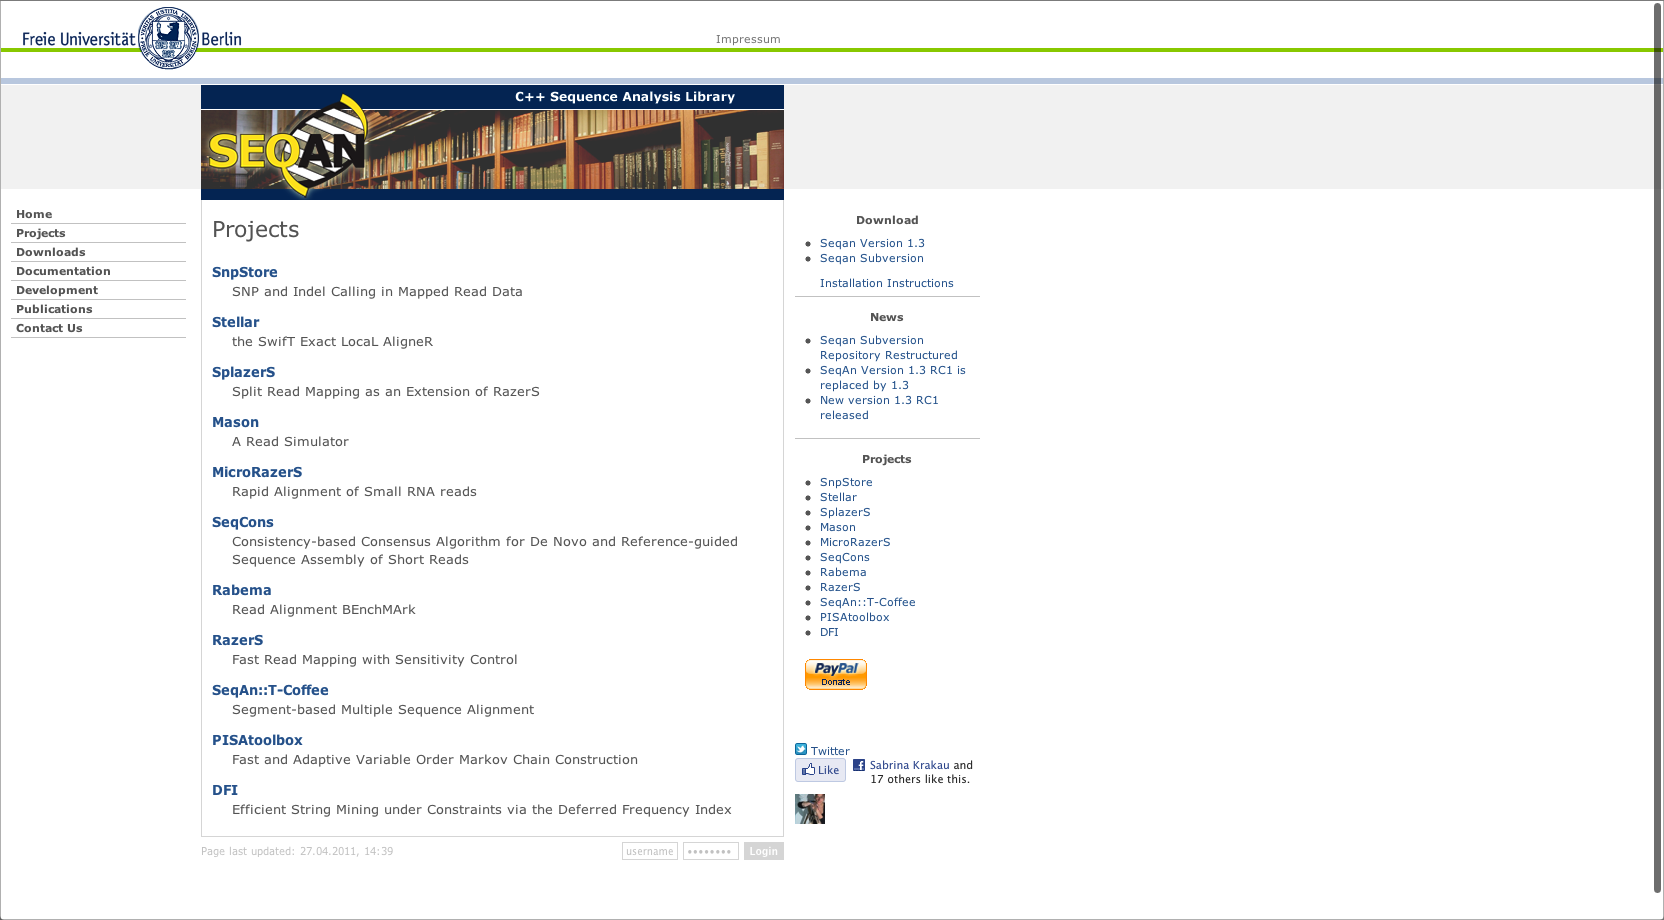 Freie Universität Berlin
Impressum
C++ Sequence Analysis Library
SEQAN
Home
Projects
Downloads
Documentation
Development
Publications
Contact Us
Projects
SnpStore
SNP and Indel Calling in Mapped Read Data
Stellar
the SwifT Exact LocaL AligneR
SplazerS
Split Read Mapping as an Extension of RazerS
Mason
A Read Simulator
MicroRazerS
Rapid Alignment of Small RNA reads
SeqCons
Consistency-based Consensus Algorithm for De Novo and Reference-guided
Sequence Assembly of Short Reads
Rabema
Read Alignment BEnchMArk
RazerS
Fast Read Mapping with Sensitivity Control
SeqAn::T-Coffee
Segment-based Multiple Sequence Alignment
PISAtoolbox
Fast and Adaptive Variable Order Markov Chain Construction
DFI
Efficient String Mining under Constraints via the Deferred Frequency Index
Page last updated: 27.04.2011, 14:39
username •••••••• Login
Download
Seqan Version 1.3
Seqan Subversion
Installation Instructions
News
Seqan Subversion
Repository Restructured
SeqAn Version 1.3 RC1 is
replaced by 1.3
New version 1.3 RC1
released
Projects
SnpStore
Stellar
SplazerS
Mason
MicroRazerS
SeqCons
Rabema
RazerS
SeqAn::T-Coffee
PISAtoolbox
DFI
PayPal
Donate
Twitter
Like
Sabrina Krakau and
17 others like this.